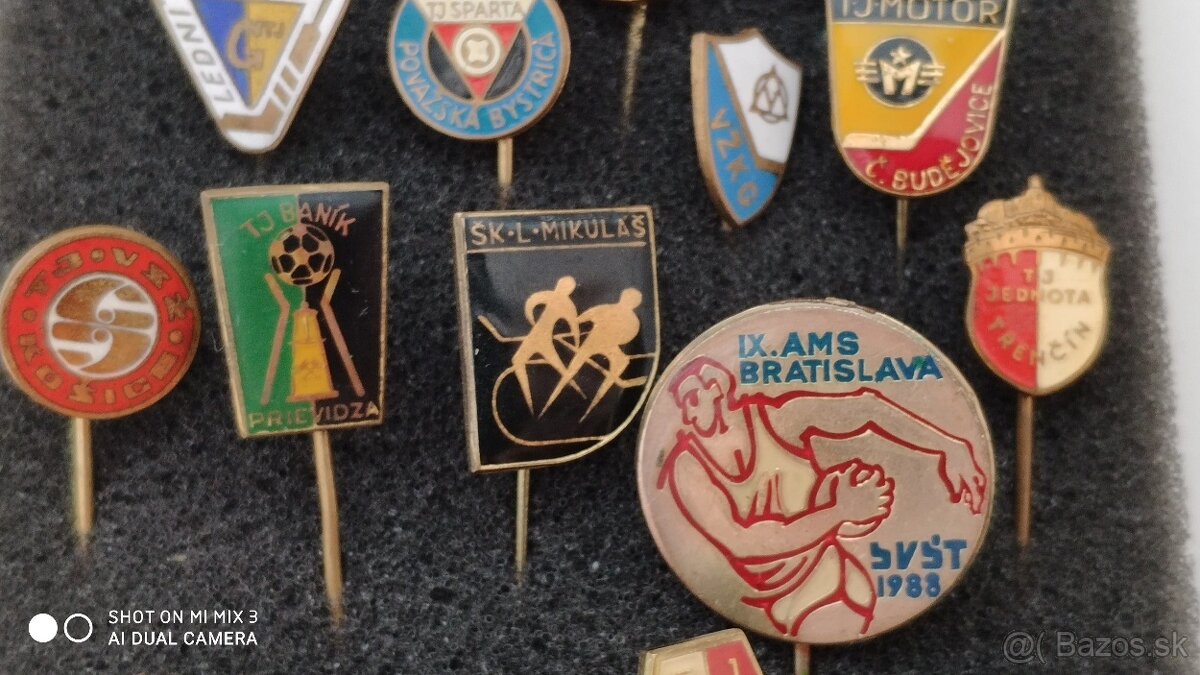 LEDNI
TJ SPARTA
POVAŽSKÁ BYSTRICA
VZKG
TJ-MOTOR
M
Č. BUDĚJOVICE
TJ·VSŽ
KOŠICE
TJ BANÍK
PRIEVIDZA
ŠK·L·MIKULÁŠ
IX.AMS
BRATISLAVA
SVŠT
1988
TJ
JEDNOTA
TRENČÍN
SHOT ON MI MIX 3
AI DUAL CAMERA
@( Bazos.sk